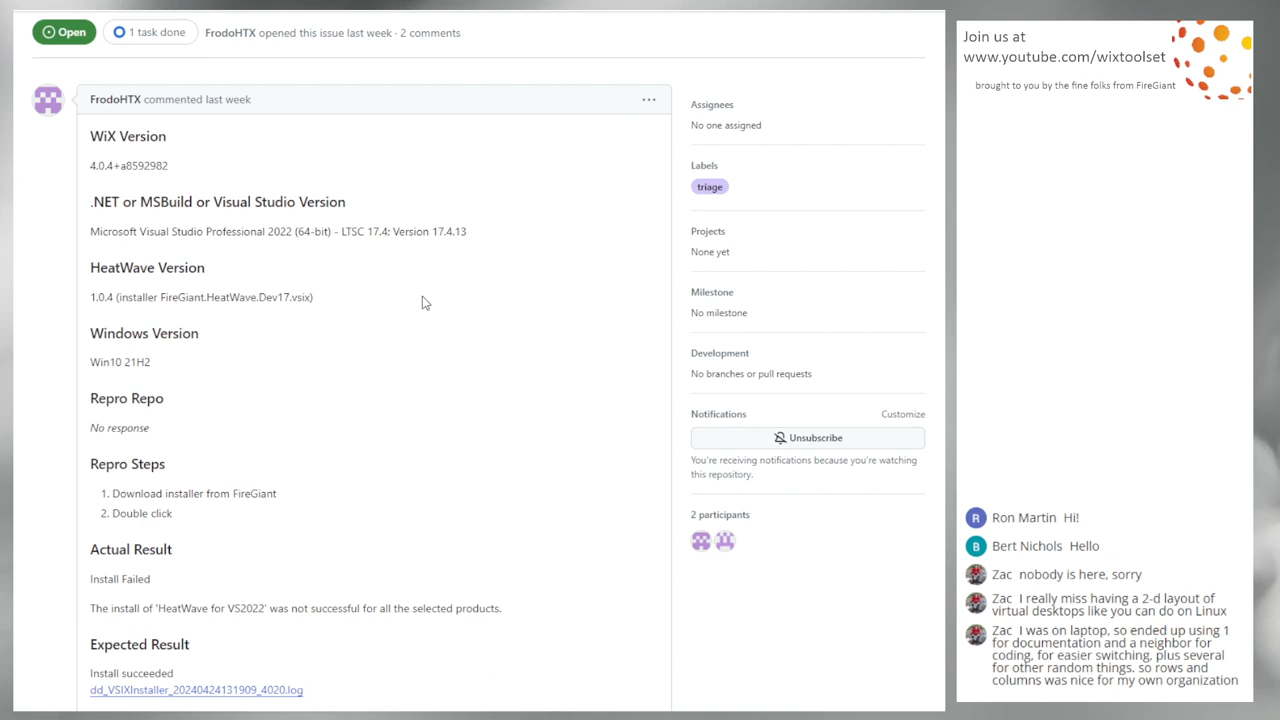 Open
1 task done
FrodoHTX opened this issue last week · 2 comments
FrodoHTX commented last week
WiX Version
4.0.4+a8592982
.NET or MSBuild or Visual Studio Version
Microsoft Visual Studio Professional 2022 (64-bit) - LTSC 17.4; Version 17.4.13
HeatWave Version
1.0.4 (installer FireGiant.HeatWave.Dev17.vsix)
Windows Version
Win10 21H2
Repro Repo
No response
Repro Steps
1. Download installer from FireGiant
2. Double click
Actual Result
Install Failed
The install of 'HeatWave for VS2022' was not successful for all the selected products.
Expected Result
Install succeeded
dd_VSIXInstaller_20240424131909_4020.log
Assignees
No one assigned
Labels
triage
Projects
None yet
Milestone
No milestone
Development
No branches or pull requests
Notifications
Customize
Unsubscribe
You're receiving notifications because you're watching
this repository.
2 participants
Join us at
www.youtube.com/wixtoolset
brought to you by the fine folks from FireGiant
R Ron Martin Hi!
B Bert Nichols Hello
Zac nobody is here, sorry
Zac I really miss having a 2-d layout of
virtual desktops like you can do on Linux
Zac I was on laptop, so ended up using 1
for documentation and a neighbor for
coding, for easier switching, plus several
for other random things. so rows and
columns was nice for my own organization